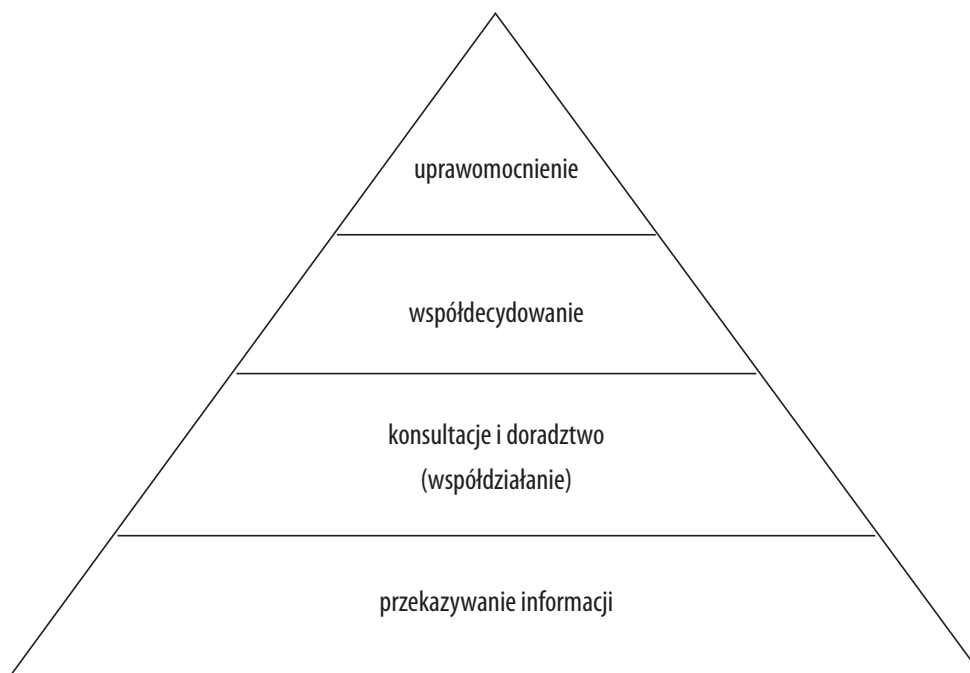 uprawomocnienie
współdecydowanie
konsultacje i doradztwo
(współdziałanie)
przekazywanie informacji